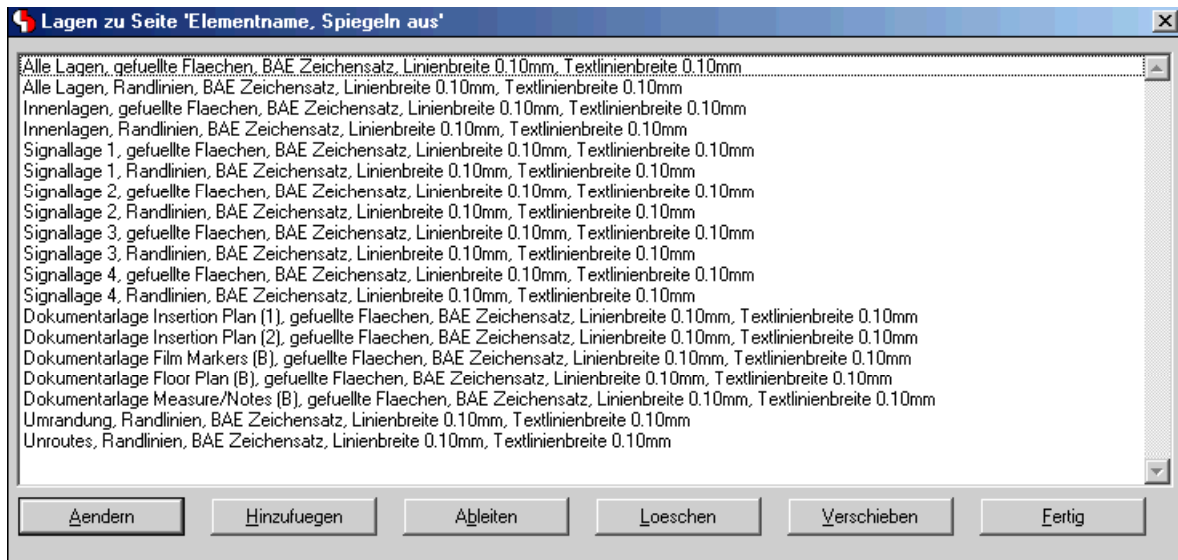 Lagen zu Seite 'Elementname, Spiegeln aus'
Alle Lagen, gefuellte Flaechen, BAE Zeichensatz, Linienbreite 0.10mm, Textlinienbreite 0.10mm
Alle Lagen, Randlinien, BAE Zeichensatz, Linienbreite 0.10mm, Textlinienbreite 0.10mm
Innenlagen, gefuellte Flaechen, BAE Zeichensatz, Linienbreite 0.10mm, Textlinienbreite 0.10mm
Innenlagen, Randlinien, BAE Zeichensatz, Linienbreite 0.10mm, Textlinienbreite 0.10mm
Signallage 1, gefuellte Flaechen, BAE Zeichensatz, Linienbreite 0.10mm, Textlinienbreite 0.10mm
Signallage 1, Randlinien, BAE Zeichensatz, Linienbreite 0.10mm, Textlinienbreite 0.10mm
Signallage 2, gefuellte Flaechen, BAE Zeichensatz, Linienbreite 0.10mm, Textlinienbreite 0.10mm
Signallage 2, Randlinien, BAE Zeichensatz, Linienbreite 0.10mm, Textlinienbreite 0.10mm
Signallage 3, gefuellte Flaechen, BAE Zeichensatz, Linienbreite 0.10mm, Textlinienbreite 0.10mm
Signallage 3, Randlinien, BAE Zeichensatz, Linienbreite 0.10mm, Textlinienbreite 0.10mm
Signallage 4, gefuellte Flaechen, BAE Zeichensatz, Linienbreite 0.10mm, Textlinienbreite 0.10mm
Signallage 4, Randlinien, BAE Zeichensatz, Linienbreite 0.10mm, Textlinienbreite 0.10mm
Dokumentarlage Insertion Plan (1), gefuellte Flaechen, BAE Zeichensatz, Linienbreite 0.10mm, Textlinienbreite 0.10mm
Dokumentarlage Insertion Plan (2), gefuellte Flaechen, BAE Zeichensatz, Linienbreite 0.10mm, Textlinienbreite 0.10mm
Dokumentarlage Film Markers (B), gefuellte Flaechen, BAE Zeichensatz, Linienbreite 0.10mm, Textlinienbreite 0.10mm
Dokumentarlage Floor Plan (B), gefuellte Flaechen, BAE Zeichensatz, Linienbreite 0.10mm, Textlinienbreite 0.10mm
Dokumentarlage Measure/Notes (B), gefuellte Flaechen, BAE Zeichensatz, Linienbreite 0.10mm, Textlinienbreite 0.10mm
Umrandung, Randlinien, BAE Zeichensatz, Linienbreite 0.10mm, Textlinienbreite 0.10mm
Unroutes, Randlinien, BAE Zeichensatz, Linienbreite 0.10mm, Textlinienbreite 0.10mm
Aendern Hinzufuegen Ableiten Loeschen Verschieben Fertig